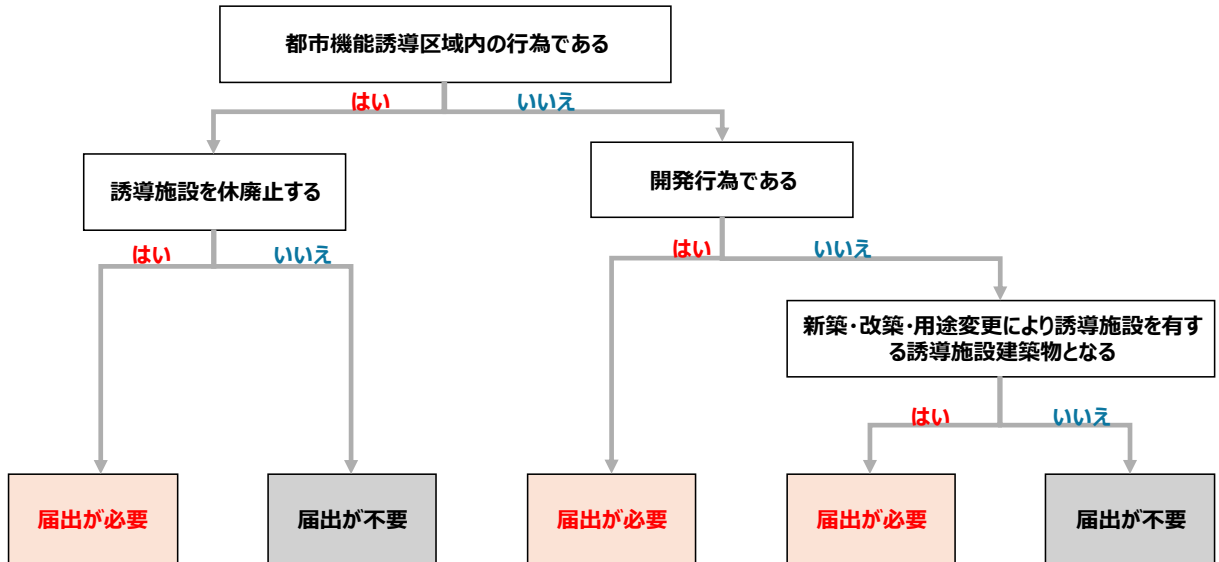 都市機能誘導区域内の行為である
はい
いいえ
誘導施設を休廃止する
開発行為である
はい
いいえ
はい
いいえ
新築・改築・用途変更により誘導施設を有す
る誘導施設建築物となる
はい
いいえ
届出が必要
届出が不要
届出が必要
届出が必要
届出が不要